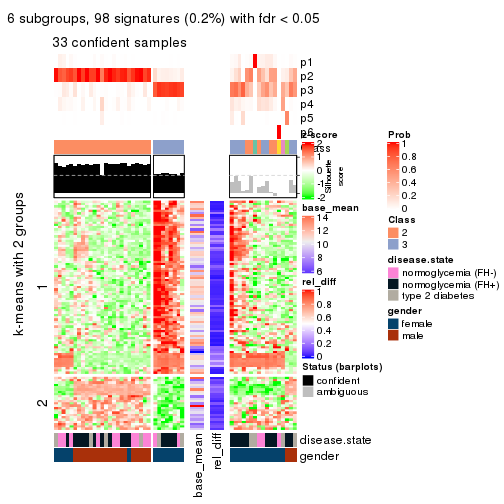 6 subgroups, 98 signatures (0.2%) with fdr < 0.05
33 confident samples
p1
p2
p3
p4
p5
p6
z-score
Class
2
1
0
-1
-2
Silhouette
score
k-means with 2 groups
1
2
base_mean
14
12
10
8
6
rel_diff
1
0.8
0.6
0.4
0.2
0
Status (barplots)
confident
ambiguous
Prob
1
0.8
0.6
0.4
0.2
0
Class
2
3
disease.state
normoglycemia (FH-)
normoglycemia (FH+)
type 2 diabetes
gender
female
male
disease.state
gender
base_mean
rel_diff